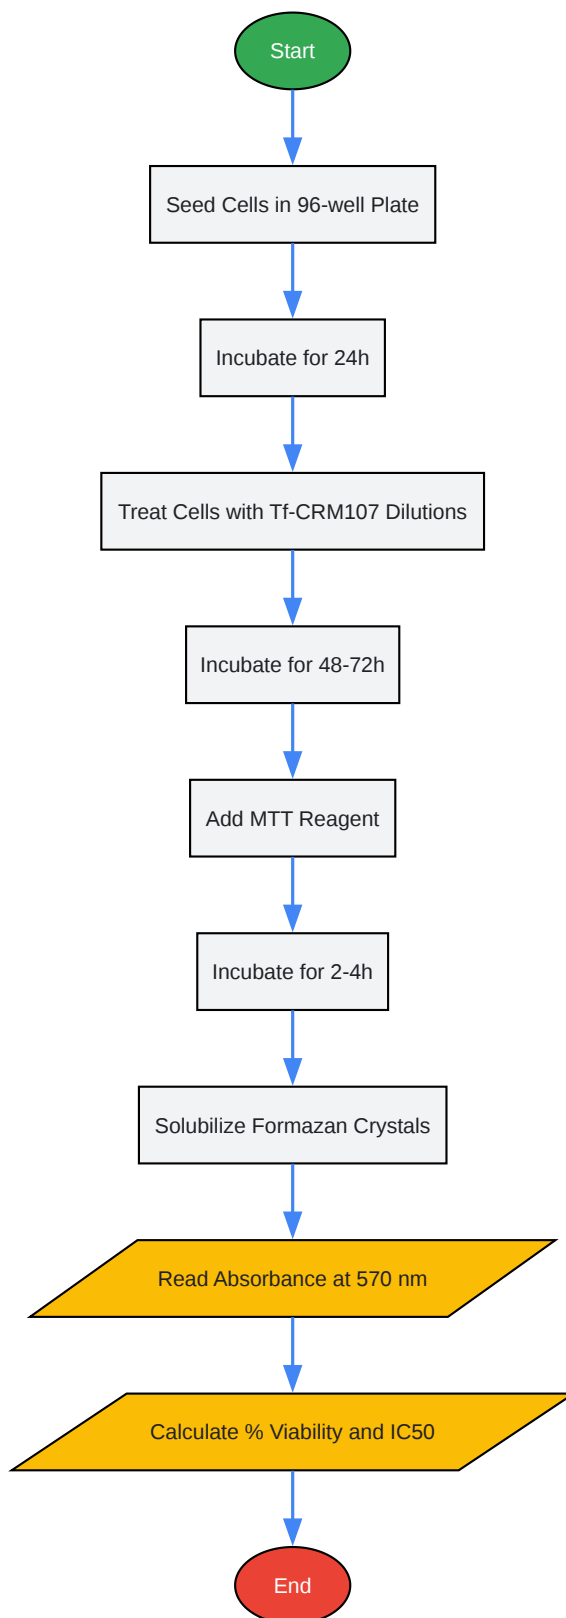 Start
Seed Cells in 96-well Plate
Incubate for 24h
Treat Cells with Tf-CRM107 Dilutions
Incubate for 48-72h
Add MTT Reagent
Incubate for 2-4h
Solubilize Formazan Crystals
Read Absorbance at 570 nm
Calculate % Viability and IC50
End